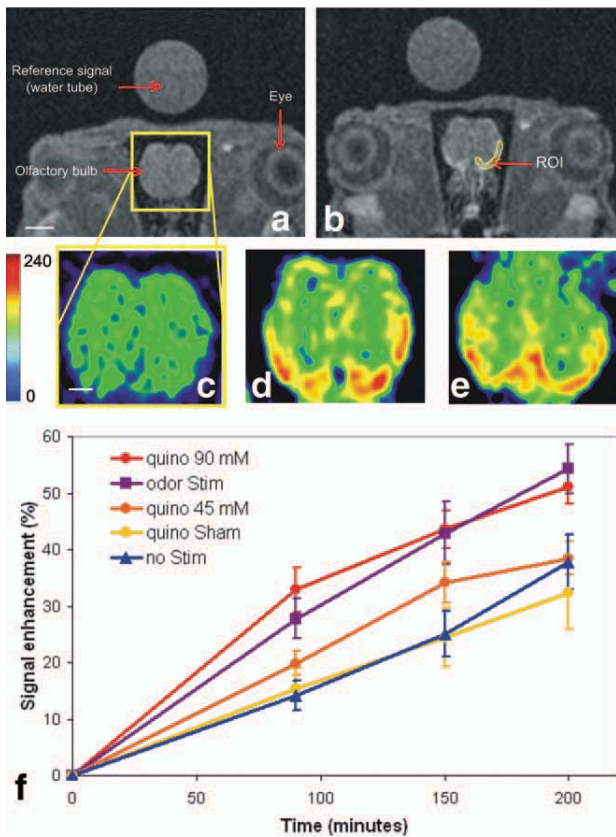 Reference signal
(water tube)
Eye
Olfactory bulb
a
ROI
b
240
0
c
d
e
60
50
40
30
20
10
0
Signal enhancement (%)
quino 90 mM
odor Stim
quino 45 mM
quino Sham
no Stim
0
50
100
150
200
Time (minutes)
f